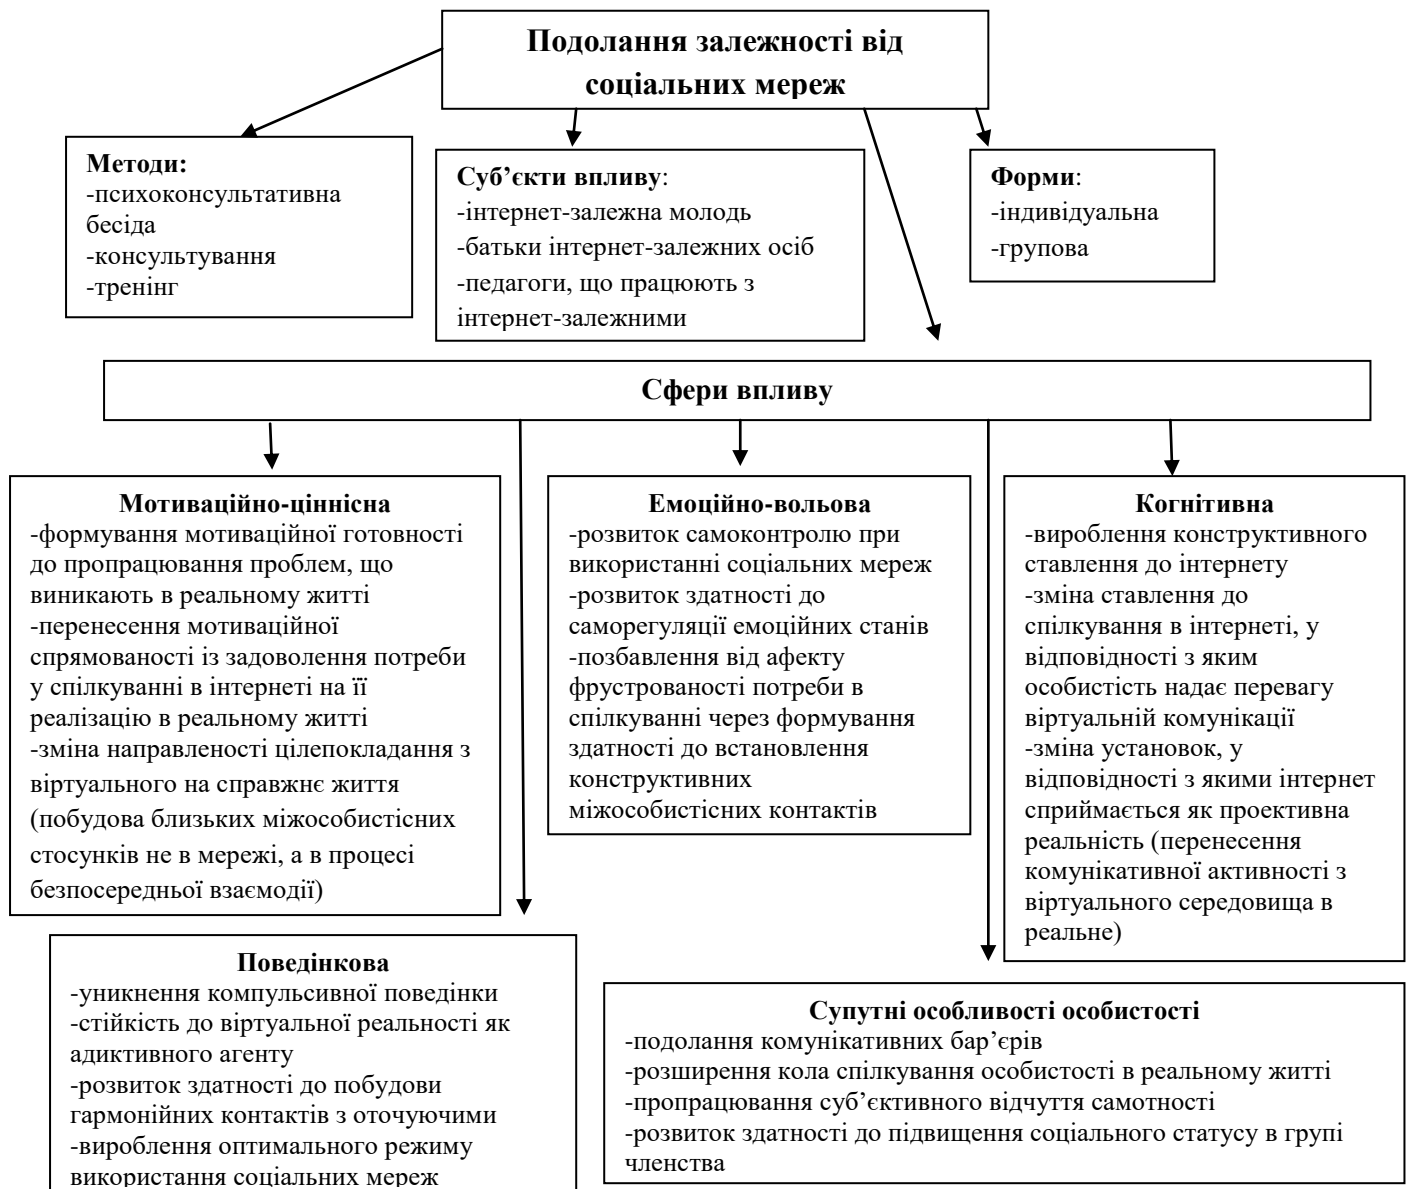 Подолання залежності від
соціальних мереж
Методи:
-психоконсультативна
бесіда
-консультування
-тренінг
Суб’єкти впливу:
-інтернет-залежна молодь
-батьки інтернет-залежних осіб
-педагоги, що працюють з
інтернет-залежними
Форми:
-індивідуальна
-групова
Сфери впливу
Мотиваційно-ціннісна
-формування мотиваційної готовності
до пропрацювання проблем, що
виникають в реальному житті
-перенесення мотиваційної
спрямованості із задоволення потреби
у спілкуванні в інтернеті на її
реалізацію в реальному житті
-зміна направленості цілепокладання з
віртуального на справжнє життя
(побудова близьких міжособистісних
стосунків не в мережі, а в процесі
безпосередньої взаємодії)
Емоційно-вольова
-розвиток самоконтролю при
використанні соціальних мереж
-розвиток здатності до
саморегуляції емоційних станів
-позбавлення від афекту
фрустрованості потреби в
спілкуванні через формування
здатності до встановлення
конструктивних
міжособистісних контактів
Когнітивна
-вироблення конструктивного
ставлення до інтернету
-зміна ставлення до
спілкування в інтернеті, у
відповідності з яким
особистість надає перевагу
віртуальній комунікації
-зміна установок, у
відповідності з якими інтернет
сприймається як проективна
реальність (перенесення
комунікативної активності з
віртуального середовища в
реальне)
Поведінкова
-уникнення компульсивної поведінки
-стійкість до віртуальної реальності як
адиктивного агенту
-розвиток здатності до побудови
гармонійних контактів з оточуючими
-вироблення оптимального режиму
використання соціальних мереж
Супутні особливості особистості
-подолання комунікативних бар’єрів
-розширення кола спілкування особистості в реальному житті
-пропрацювання суб’єктивного відчуття самотності
-розвиток здатності до підвищення соціального статусу в групі
членства